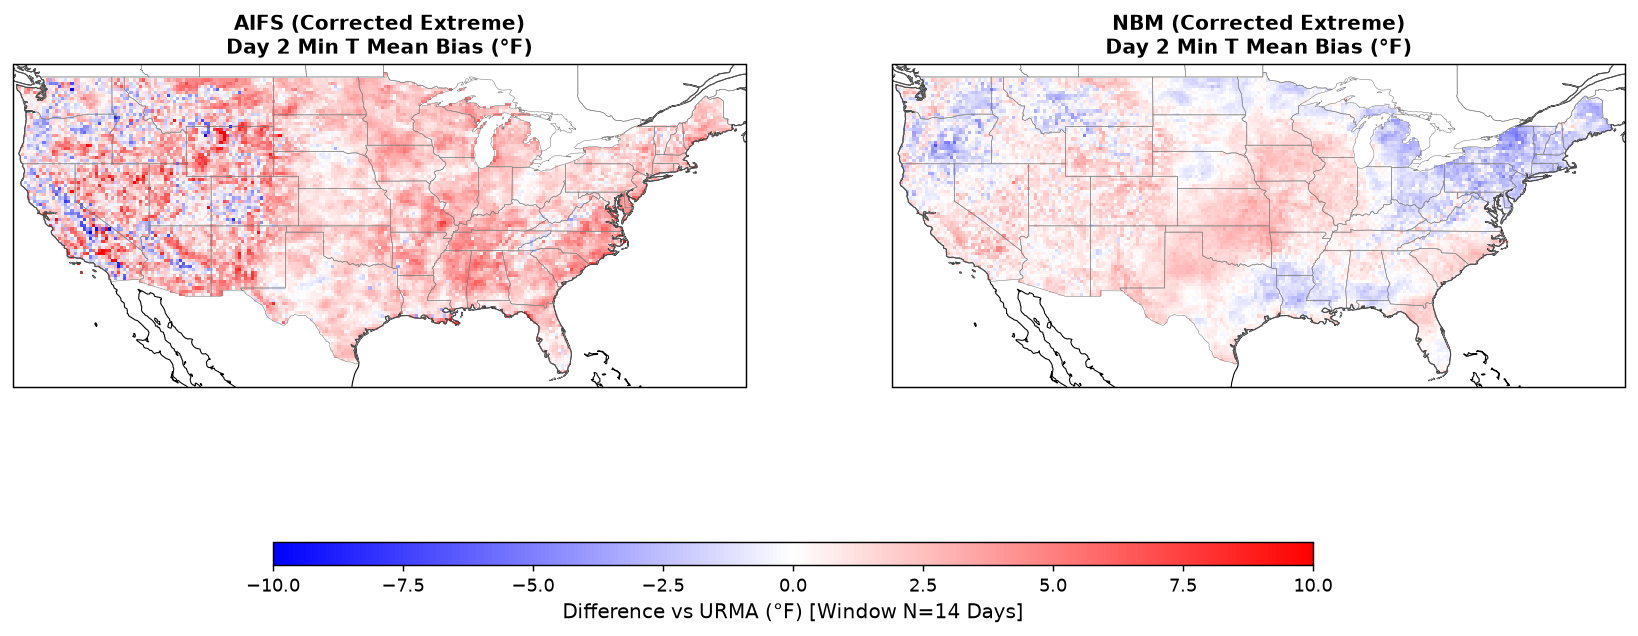 AIFS (Corrected Extreme)
Day 2 Min T Mean Bias (°F)
NBM (Corrected Extreme)
Day 2 Min T Mean Bias (°F)
−10.0 −7.5 −5.0 −2.5 0.0 2.5 5.0 7.5 10.0
Difference vs URMA (°F) [Window N=14 Days]